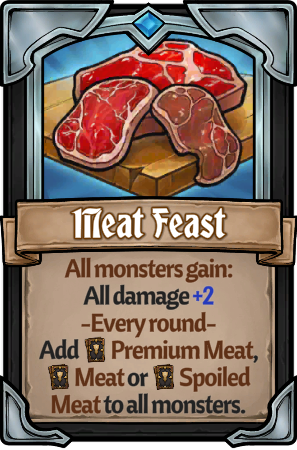 Meat Feast
All monsters gain:
All damage +2
-Every round-
Add Premium Meat,
Meat or Spoiled
Meat to all monsters.